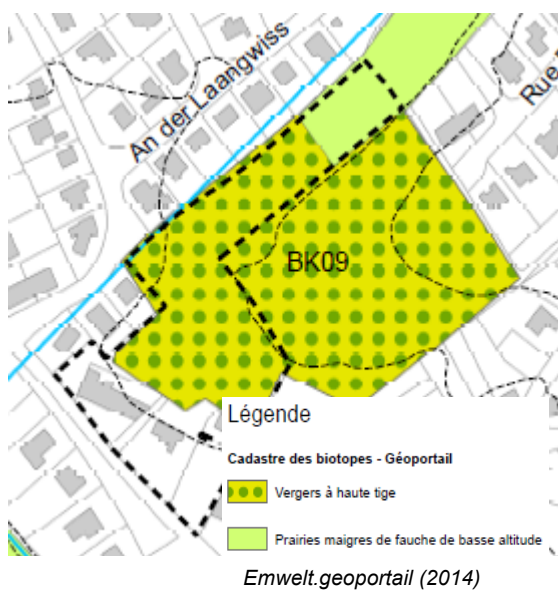 An der Laangwiss
Rue
BK09
Légende
Cadastre des biotopes - Géoportail
Vergers à haute tige
Prairies maigres de fauche de basse altitude
Emwelt.geoportail (2014)